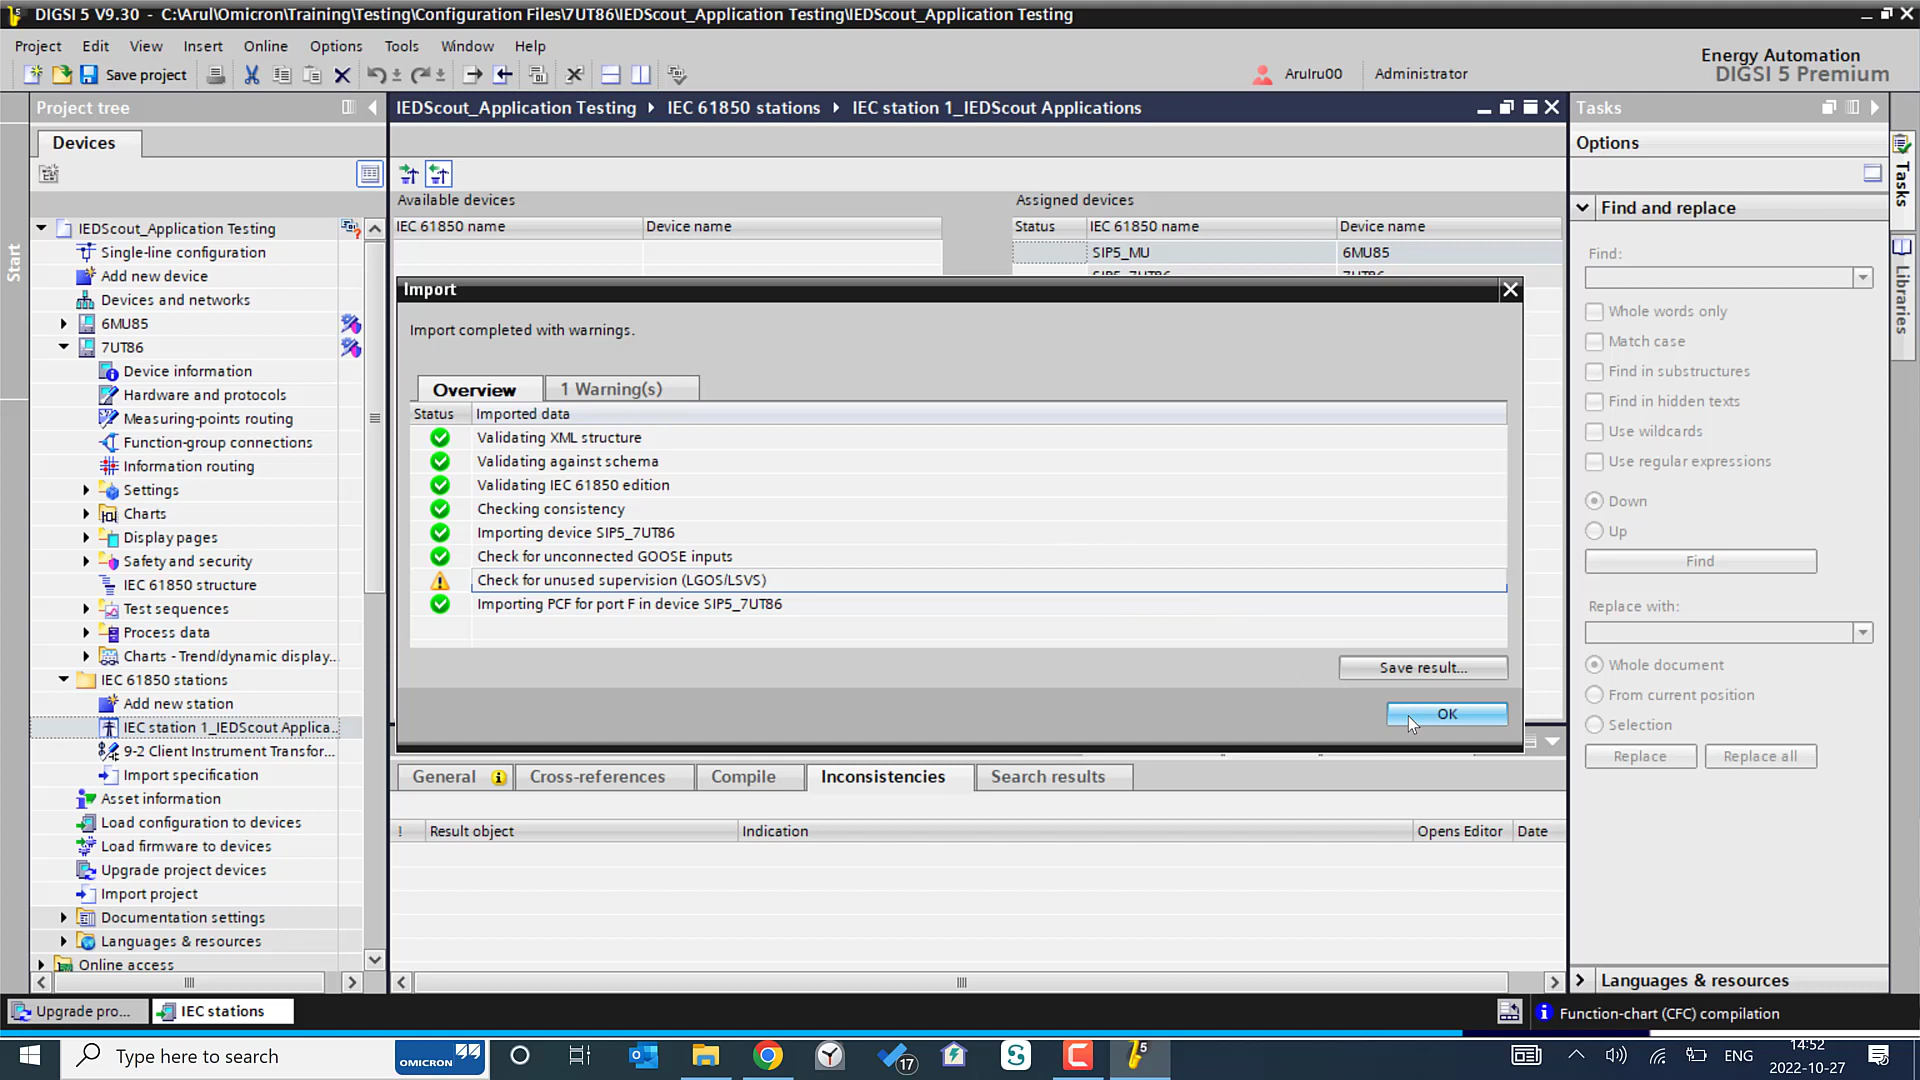 DIGSI 5 V9.30 - C:\Arul\Omicron\Training\Testing\Configuration Files\7UT86\IEDScout_Application Testing\IEDScout_Application Testing
Project Edit View Insert Online Options Tools Window Help
Energy Automation
DIGSI 5 Premium
Save project
Arulru00 Administrator
Project tree
IEDScout_Application Testing IEC 61850 stations IEC station 1_IEDScout Applications
Tasks
Devices
Options
Start
Available devices
Assigned devices
IEC 61850 name Device name
Status IEC 61850 name Device name
SIP5_MU 6MU85
IEDScout_Application Testing
Single-line configuration
Add new device
Devices and networks
6MU85
7UT86
Device information
Hardware and protocols
Measuring-points routing
Function-group connections
Information routing
Settings
Charts
Display pages
Safety and security
IEC 61850 structure
Test sequences
Process data
Charts - Trend/dynamic display...
IEC 61850 stations
Add new station
IEC station 1_IEDScout Applica...
9-2 Client Instrument Transfor...
Import specification
Asset information
Load configuration to devices
Load firmware to devices
Upgrade project devices
Import project
Documentation settings
Languages & resources
Online access
Import
Import completed with warnings.
Overview 1 Warning(s)
Status Imported data
Validating XML structure
Validating against schema
Validating IEC 61850 edition
Checking consistency
Importing device SIP5_7UT86
Check for unconnected GOOSE inputs
Check for unused supervision (LGOS/LSVS)
Importing PCF for port F in device SIP5_7UT86
Save result...
OK
General Cross-references Compile Inconsistencies Search results
! Result object Indication Opens Editor Date
Find and replace
Find:
Whole words only
Match case
Find in substructures
Find in hidden texts
Use wildcards
Use regular expressions
Down
Up
Find
Replace with:
Whole document
From current position
Selection
Replace Replace all
Languages & resources
Tasks
Libraries
Upgrade pro... IEC stations
Function-chart (CFC) compilation
Type here to search
OMICRON
17
5
ENG
14:52
2022-10-27